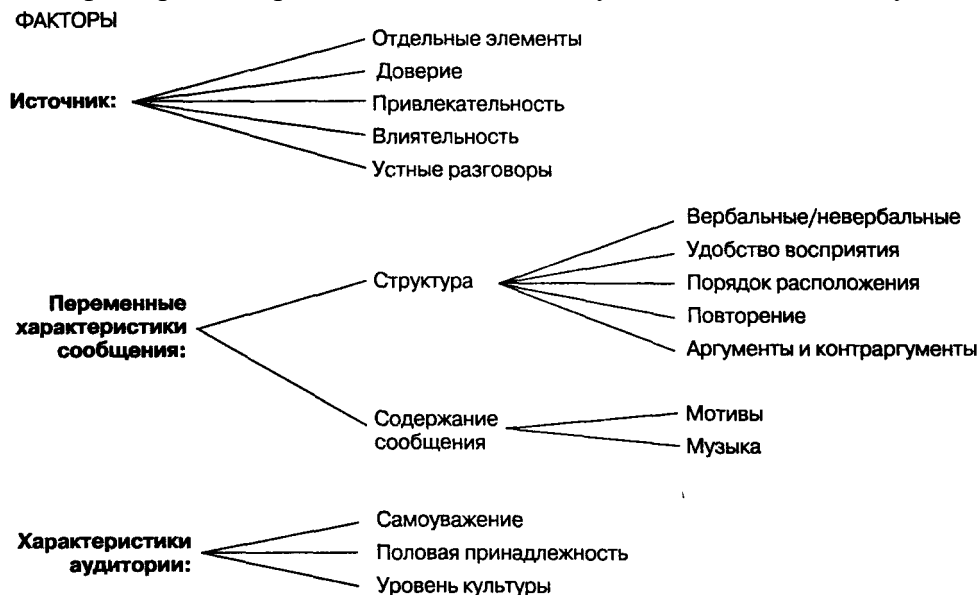 ФАКТОРЫ
Источник:
Отдельные элементы
Доверие
Привлекательность
Влиятельность
Устные разговоры
Переменные
характеристики
сообщения:
Структура
Вербальные/невербальные
Удобство восприятия
Порядок расположения
Повторение
Аргументы и контраргументы
Содержание
сообщения
Мотивы
Музыка
Характеристики
аудитории:
Самоуважение
Половая принадлежность
Уровень культуры